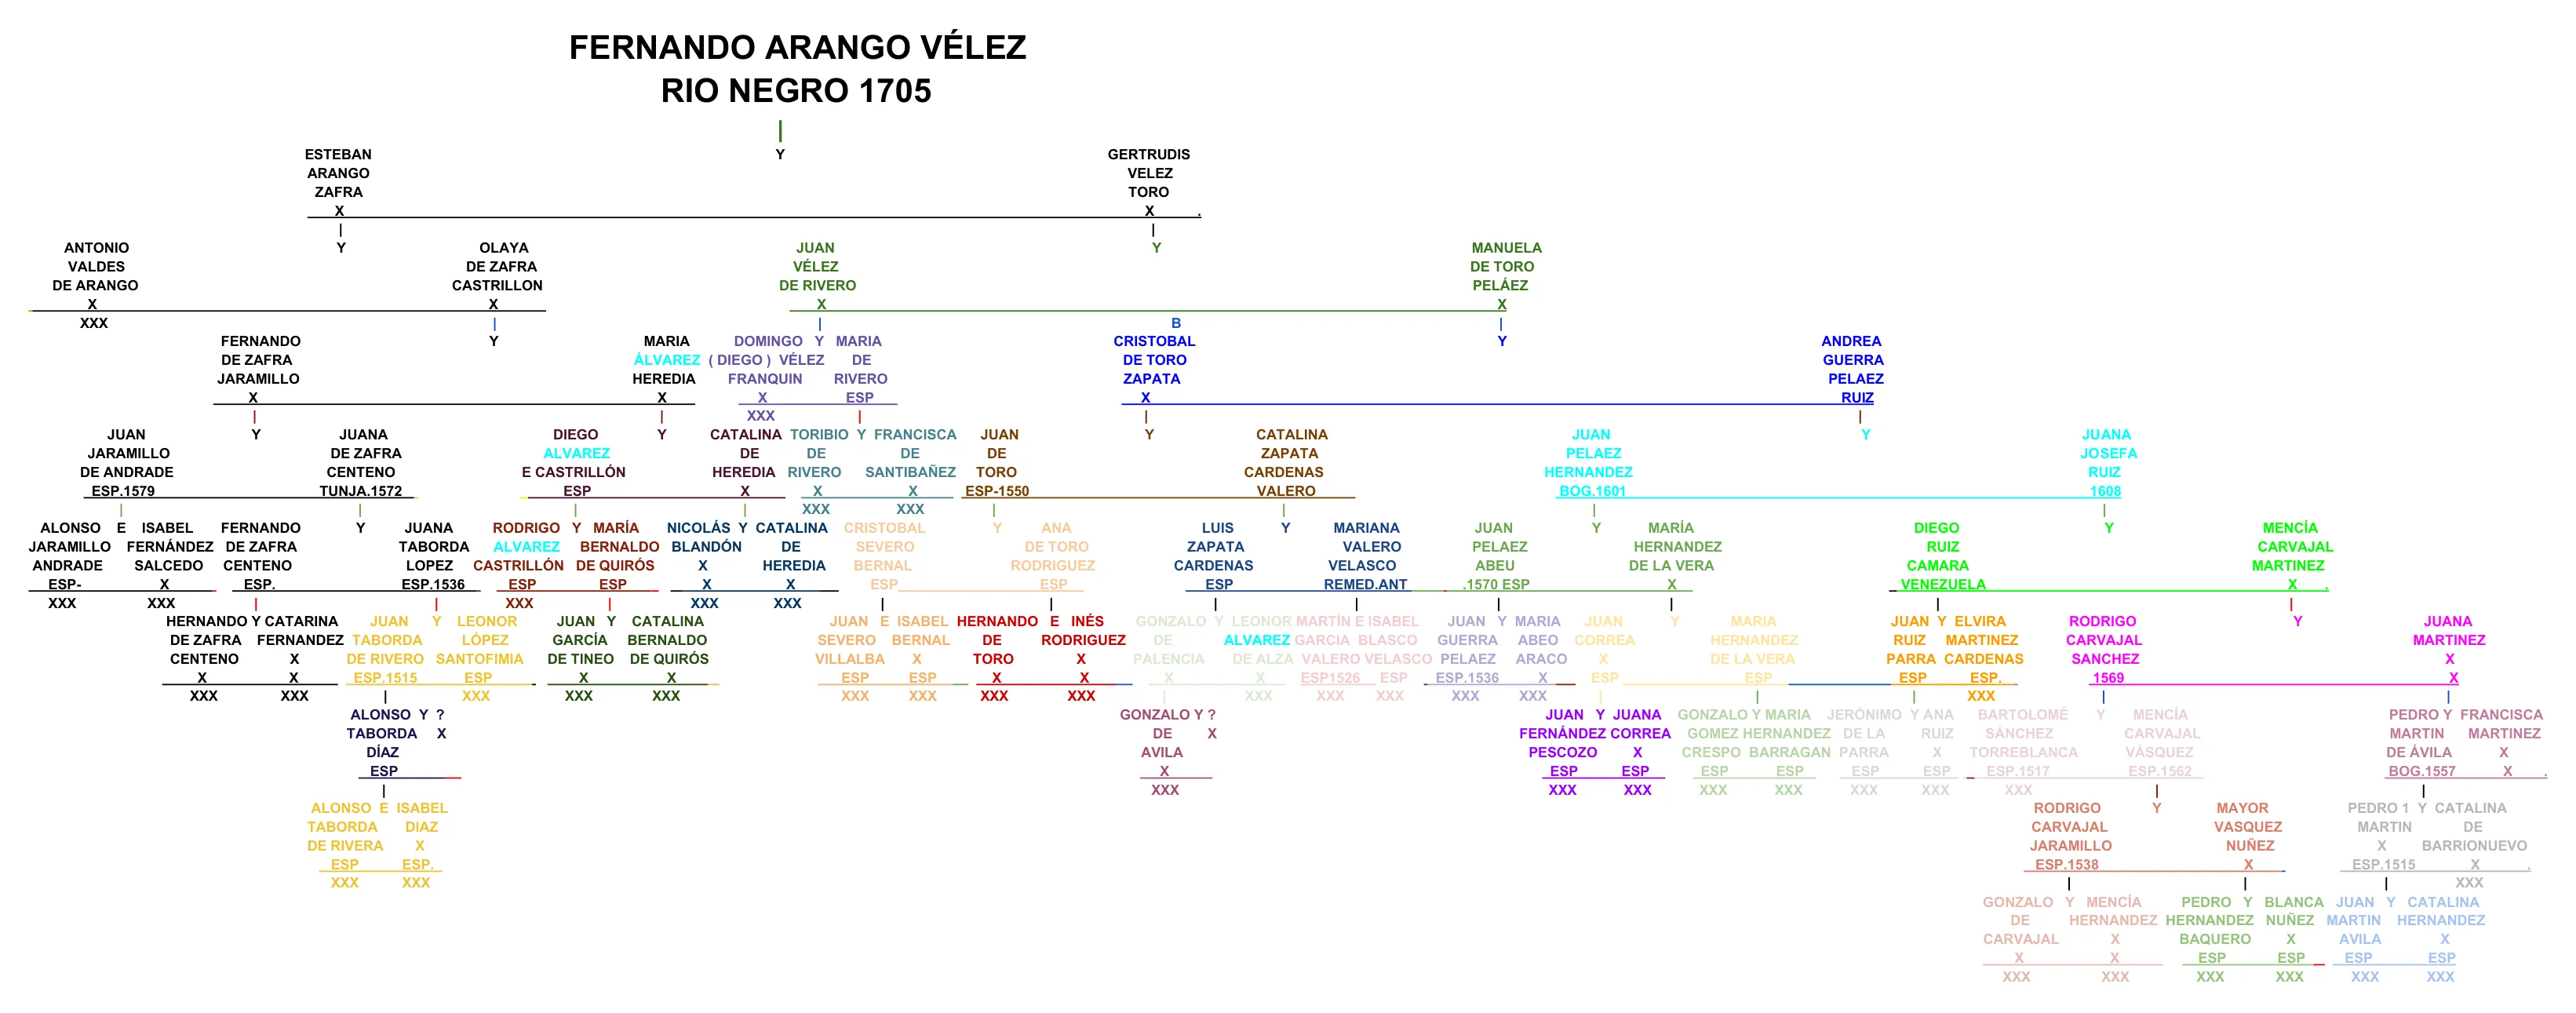 FERNANDO ARANGO VÉLEZ
RIO NEGRO 1705
Y
ESTEBAN GERTRUDIS
ARANGO VELEZ
ZAFRA TORO
X X .
ANTONIO Y OLAYA JUAN Y MANUELA
VALDES DE ZAFRA VÉLEZ DE TORO
DE ARANGO CASTRILLON DE RIVERO PELÁEZ
X X X X
XXX B
FERNANDO Y MARIA DOMINGO Y MARIA CRISTOBAL Y ANDREA
DE ZAFRA ÁLVAREZ ( DIEGO ) VÉLEZ DE DE TORO GUERRA
JARAMILLO HEREDIA FRANQUIN RIVERO ZAPATA PELAEZ
X X X ESP X RUIZ
XXX
JUAN Y JUANA DIEGO Y CATALINA TORIBIO Y FRANCISCA JUAN Y CATALINA JUAN Y JUANA
JARAMILLO DE ZAFRA ALVAREZ DE DE DE DE ZAPATA PELAEZ JOSEFA
DE ANDRADE CENTENO E CASTRILLÓN HEREDIA RIVERO SANTIBAÑEZ TORO CARDENAS HERNANDEZ RUIZ
ESP.1579 TUNJA.1572 ESP X X X ESP-1550 VALERO BOG.1601 1608
XXX XXX
ALONSO E ISABEL FERNANDO Y JUANA RODRIGO Y MARÍA NICOLÁS Y CATALINA CRISTOBAL Y ANA LUIS Y MARIANA JUAN Y MARÍA DIEGO Y MENCÍA
JARAMILLO FERNÁNDEZ DE ZAFRA TABORDA ALVAREZ BERNALDO BLANDÓN DE SEVERO DE TORO ZAPATA VALERO PELAEZ HERNANDEZ RUIZ CARVAJAL
ANDRADE SALCEDO CENTENO LOPEZ CASTRILLÓN DE QUIRÓS X HEREDIA BERNAL RODRIGUEZ CARDENAS VELASCO ABEU DE LA VERA CAMARA MARTINEZ
ESP- X ESP. ESP.1536 ESP ESP X X ESP ESP ESP REMED.ANT .1570 ESP X VENEZUELA X .
XXX XXX XXX XXX XXX
HERNANDO Y CATARINA JUAN Y LEONOR JUAN Y CATALINA JUAN E ISABEL HERNANDO E INÉS GONZALO Y LEONOR MARTÍN E ISABEL JUAN Y MARIA JUAN Y MARIA JUAN Y ELVIRA RODRIGO Y JUANA
DE ZAFRA FERNANDEZ TABORDA LÓPEZ GARCÍA BERNALDO SEVERO BERNAL DE RODRIGUEZ DE ALVAREZ GARCIA BLASCO GUERRA ABEO CORREA HERNANDEZ RUIZ MARTINEZ CARVAJAL MARTINEZ
CENTENO X DE RIVERO SANTOFIMIA DE TINEO DE QUIRÓS VILLALBA X TORO X PALENCIA DE ALZA VALERO VELASCO PELAEZ ARACO X DE LA VERA PARRA CARDENAS SANCHEZ X
X X ESP.1515 ESP X X ESP ESP X X X X ESP1526 ESP ESP.1536 X ESP ESP ESP ESP. 1569 X
XXX XXX XXX XXX XXX XXX XXX XXX XXX XXX XXX XXX XXX XXX XXX
ALONSO Y ? GONZALO Y ? JUAN Y JUANA GONZALO Y MARIA JERÓNIMO Y ANA BARTOLOMÉ Y MENCÍA PEDRO Y FRANCISCA
TABORDA X DE X FERNÁNDEZ CORREA GOMEZ HERNANDEZ DE LA RUIZ SÁNCHEZ CARVAJAL MARTIN MARTINEZ
DÍAZ AVILA PESCOZO X CRESPO BARRAGAN PARRA X TORREBLANCA VÁSQUEZ DE ÁVILA X
ESP X ESP ESP ESP ESP ESP ESP ESP.1517 ESP.1562 BOG.1557 X .
XXX XXX XXX XXX XXX XXX XXX XXX
ALONSO E ISABEL RODRIGO Y MAYOR PEDRO 1 Y CATALINA
TABORDA DIAZ CARVAJAL VASQUEZ MARTIN DE
DE RIVERA X JARAMILLO NUÑEZ X BARRIONUEVO
ESP ESP. ESP.1538 X ESP.1515 X .
XXX XXX XXX
GONZALO Y MENCÍA PEDRO Y BLANCA JUAN Y CATALINA
DE HERNANDEZ HERNANDEZ NUÑEZ MARTIN HERNANDEZ
CARVAJAL X BAQUERO X AVILA X
X X ESP ESP ESP ESP
XXX XXX XXX XXX XXX XXX